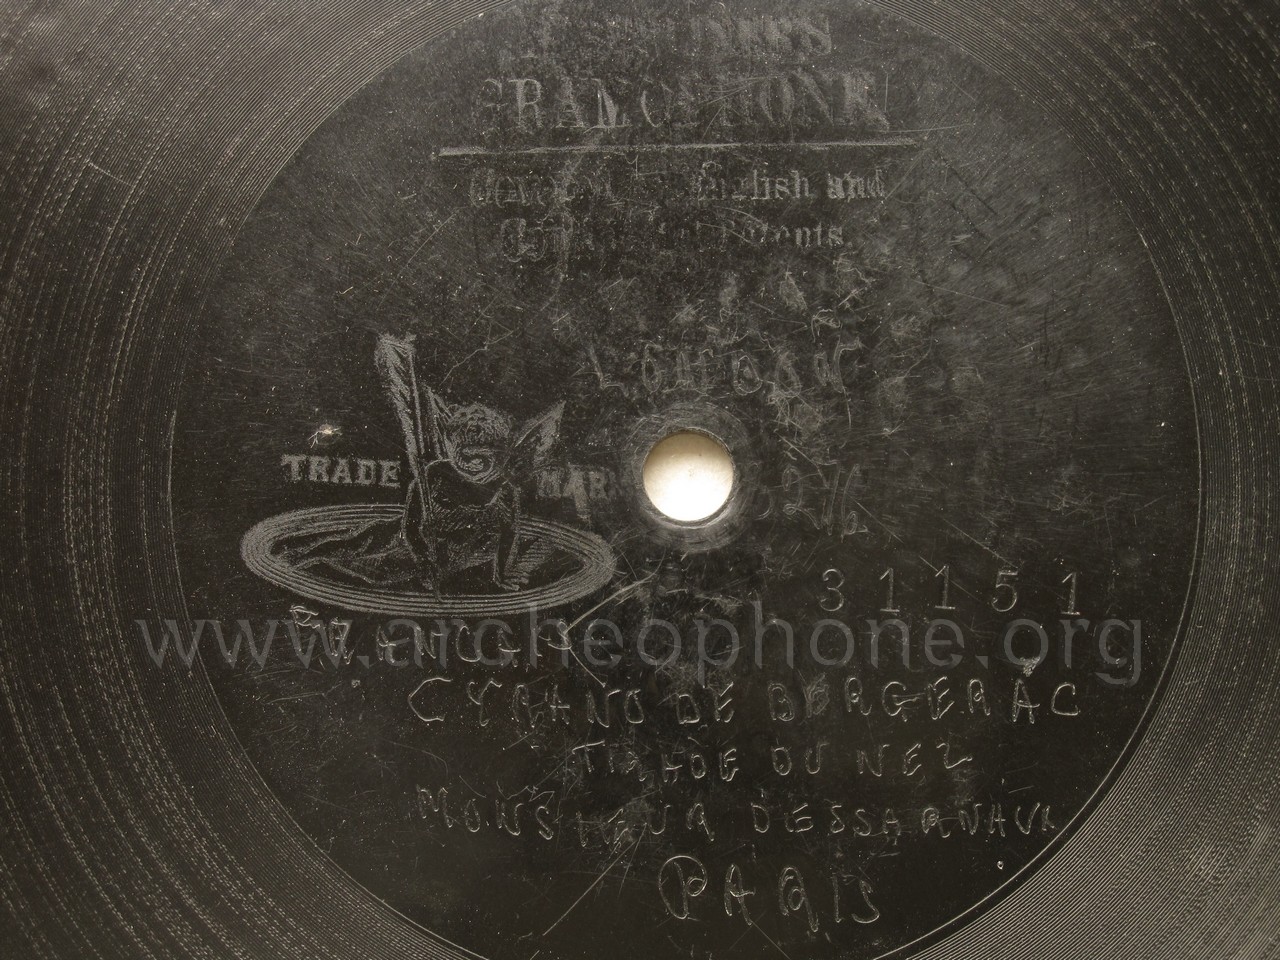 GRAMOPHONE
English and
Patents.
LONDON
TRADE MAR
31151
www.archeophone.org
CYRANO DE BERGERAC
TIRADE DU NEZ
MONSIEUR DESSARNAUX
PARIS